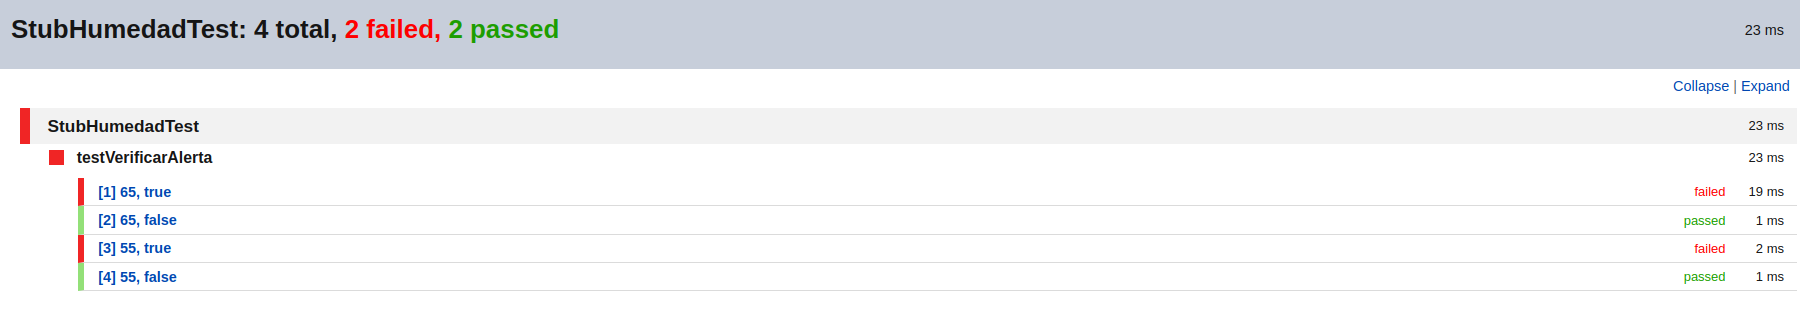 StubHumedadTest: 4 total, 2 failed, 2 passed 23 ms
Collapse | Expand
StubHumedadTest 23 ms
testVerificarAlerta 23 ms
[1] 65, true failed 19 ms
[2] 65, false passed 1 ms
[3] 55, true failed 2 ms
[4] 55, false passed 1 ms